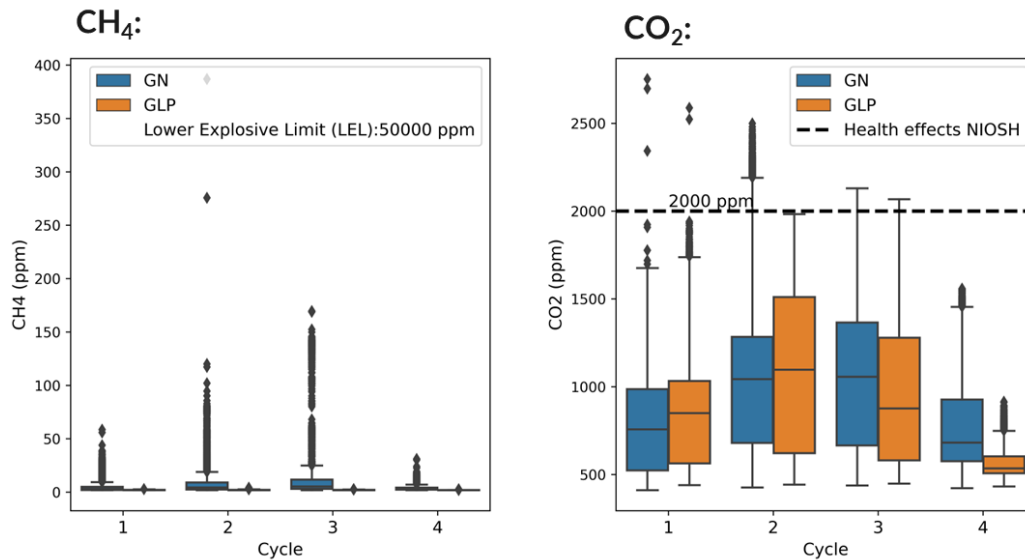 CH₄:
400
350
300
250
200
150
100
50
0
CH4 (ppm)
GN
GLP
Lower Explosive Limit (LEL):50000 ppm
1 2 3 4
Cycle
CO₂:
2500
2000
1500
1000
500
CO2 (ppm)
GN
GLP
Health effects NIOSH
2000 ppm
1 2 3 4
Cycle